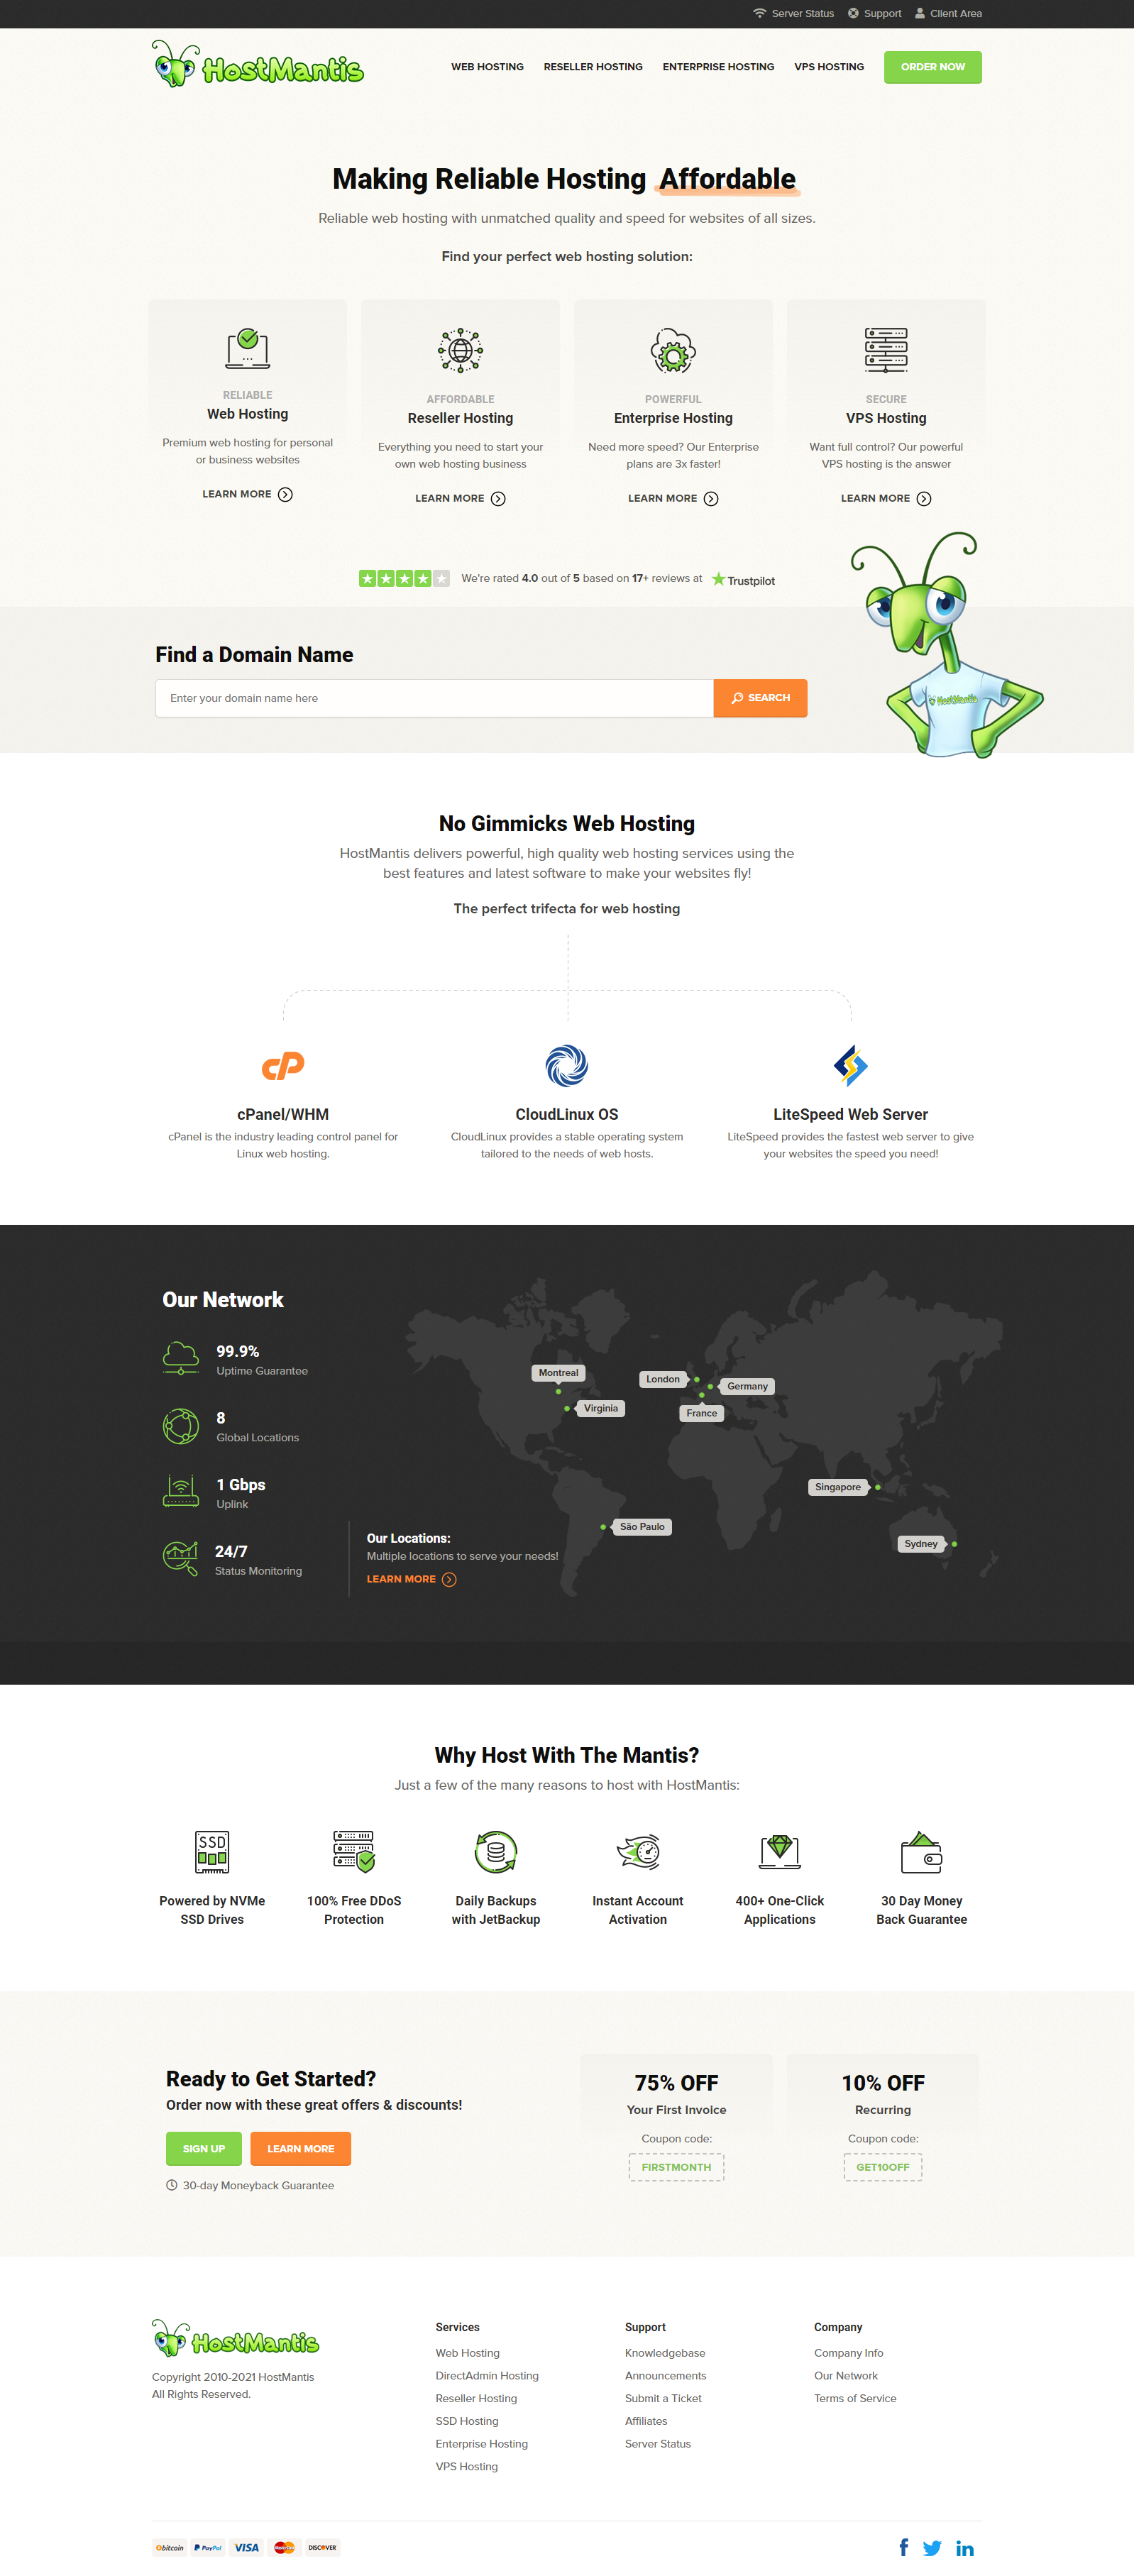 Server Status Support Client Area
HostMantis
WEB HOSTING RESELLER HOSTING ENTERPRISE HOSTING VPS HOSTING ORDER NOW
Making Reliable Hosting Affordable
Reliable web hosting with unmatched quality and speed for websites of all sizes.
Find your perfect web hosting solution:
RELIABLE
Web Hosting
Premium web hosting for personal
or business websites
LEARN MORE
AFFORDABLE
Reseller Hosting
Everything you need to start your
own web hosting business
LEARN MORE
POWERFUL
Enterprise Hosting
Need more speed? Our Enterprise
plans are 3x faster!
LEARN MORE
SECURE
VPS Hosting
Want full control? Our powerful
VPS hosting is the answer
LEARN MORE
We're rated 4.0 out of 5 based on 17+ reviews at Trustpilot
Find a Domain Name
Enter your domain name here
SEARCH
HostMantis
No Gimmicks Web Hosting
HostMantis delivers powerful, high quality web hosting services using the
best features and latest software to make your websites fly!
The perfect trifecta for web hosting
cP
cPanel/WHM
cPanel is the industry leading control panel for
Linux web hosting.
CloudLinux OS
CloudLinux provides a stable operating system
tailored to the needs of web hosts.
LiteSpeed Web Server
LiteSpeed provides the fastest web server to give
your websites the speed you need!
Our Network
99.9%
Uptime Guarantee
8
Global Locations
1 Gbps
Uplink
24/7
Status Monitoring
Our Locations:
Multiple locations to serve your needs!
LEARN MORE
Montreal
Virginia
London
Germany
France
Singapore
São Paulo
Sydney
Why Host With The Mantis?
Just a few of the many reasons to host with HostMantis:
SSD
Powered by NVMe
SSD Drives
100% Free DDoS
Protection
Daily Backups
with JetBackup
Instant Account
Activation
400+ One-Click
Applications
30 Day Money
Back Guarantee
Ready to Get Started?
Order now with these great offers & discounts!
SIGN UP LEARN MORE
30-day Moneyback Guarantee
75% OFF
Your First Invoice
Coupon code:
FIRSTMONTH
10% OFF
Recurring
Coupon code:
GET10OFF
HostMantis
Copyright 2010-2021 HostMantis
All Rights Reserved.
Services
Web Hosting
DirectAdmin Hosting
Reseller Hosting
SSD Hosting
Enterprise Hosting
VPS Hosting
Support
Knowledgebase
Announcements
Submit a Ticket
Affiliates
Server Status
Company
Company Info
Our Network
Terms of Service
bitcoin PayPal VISA MasterCard DISCOVER